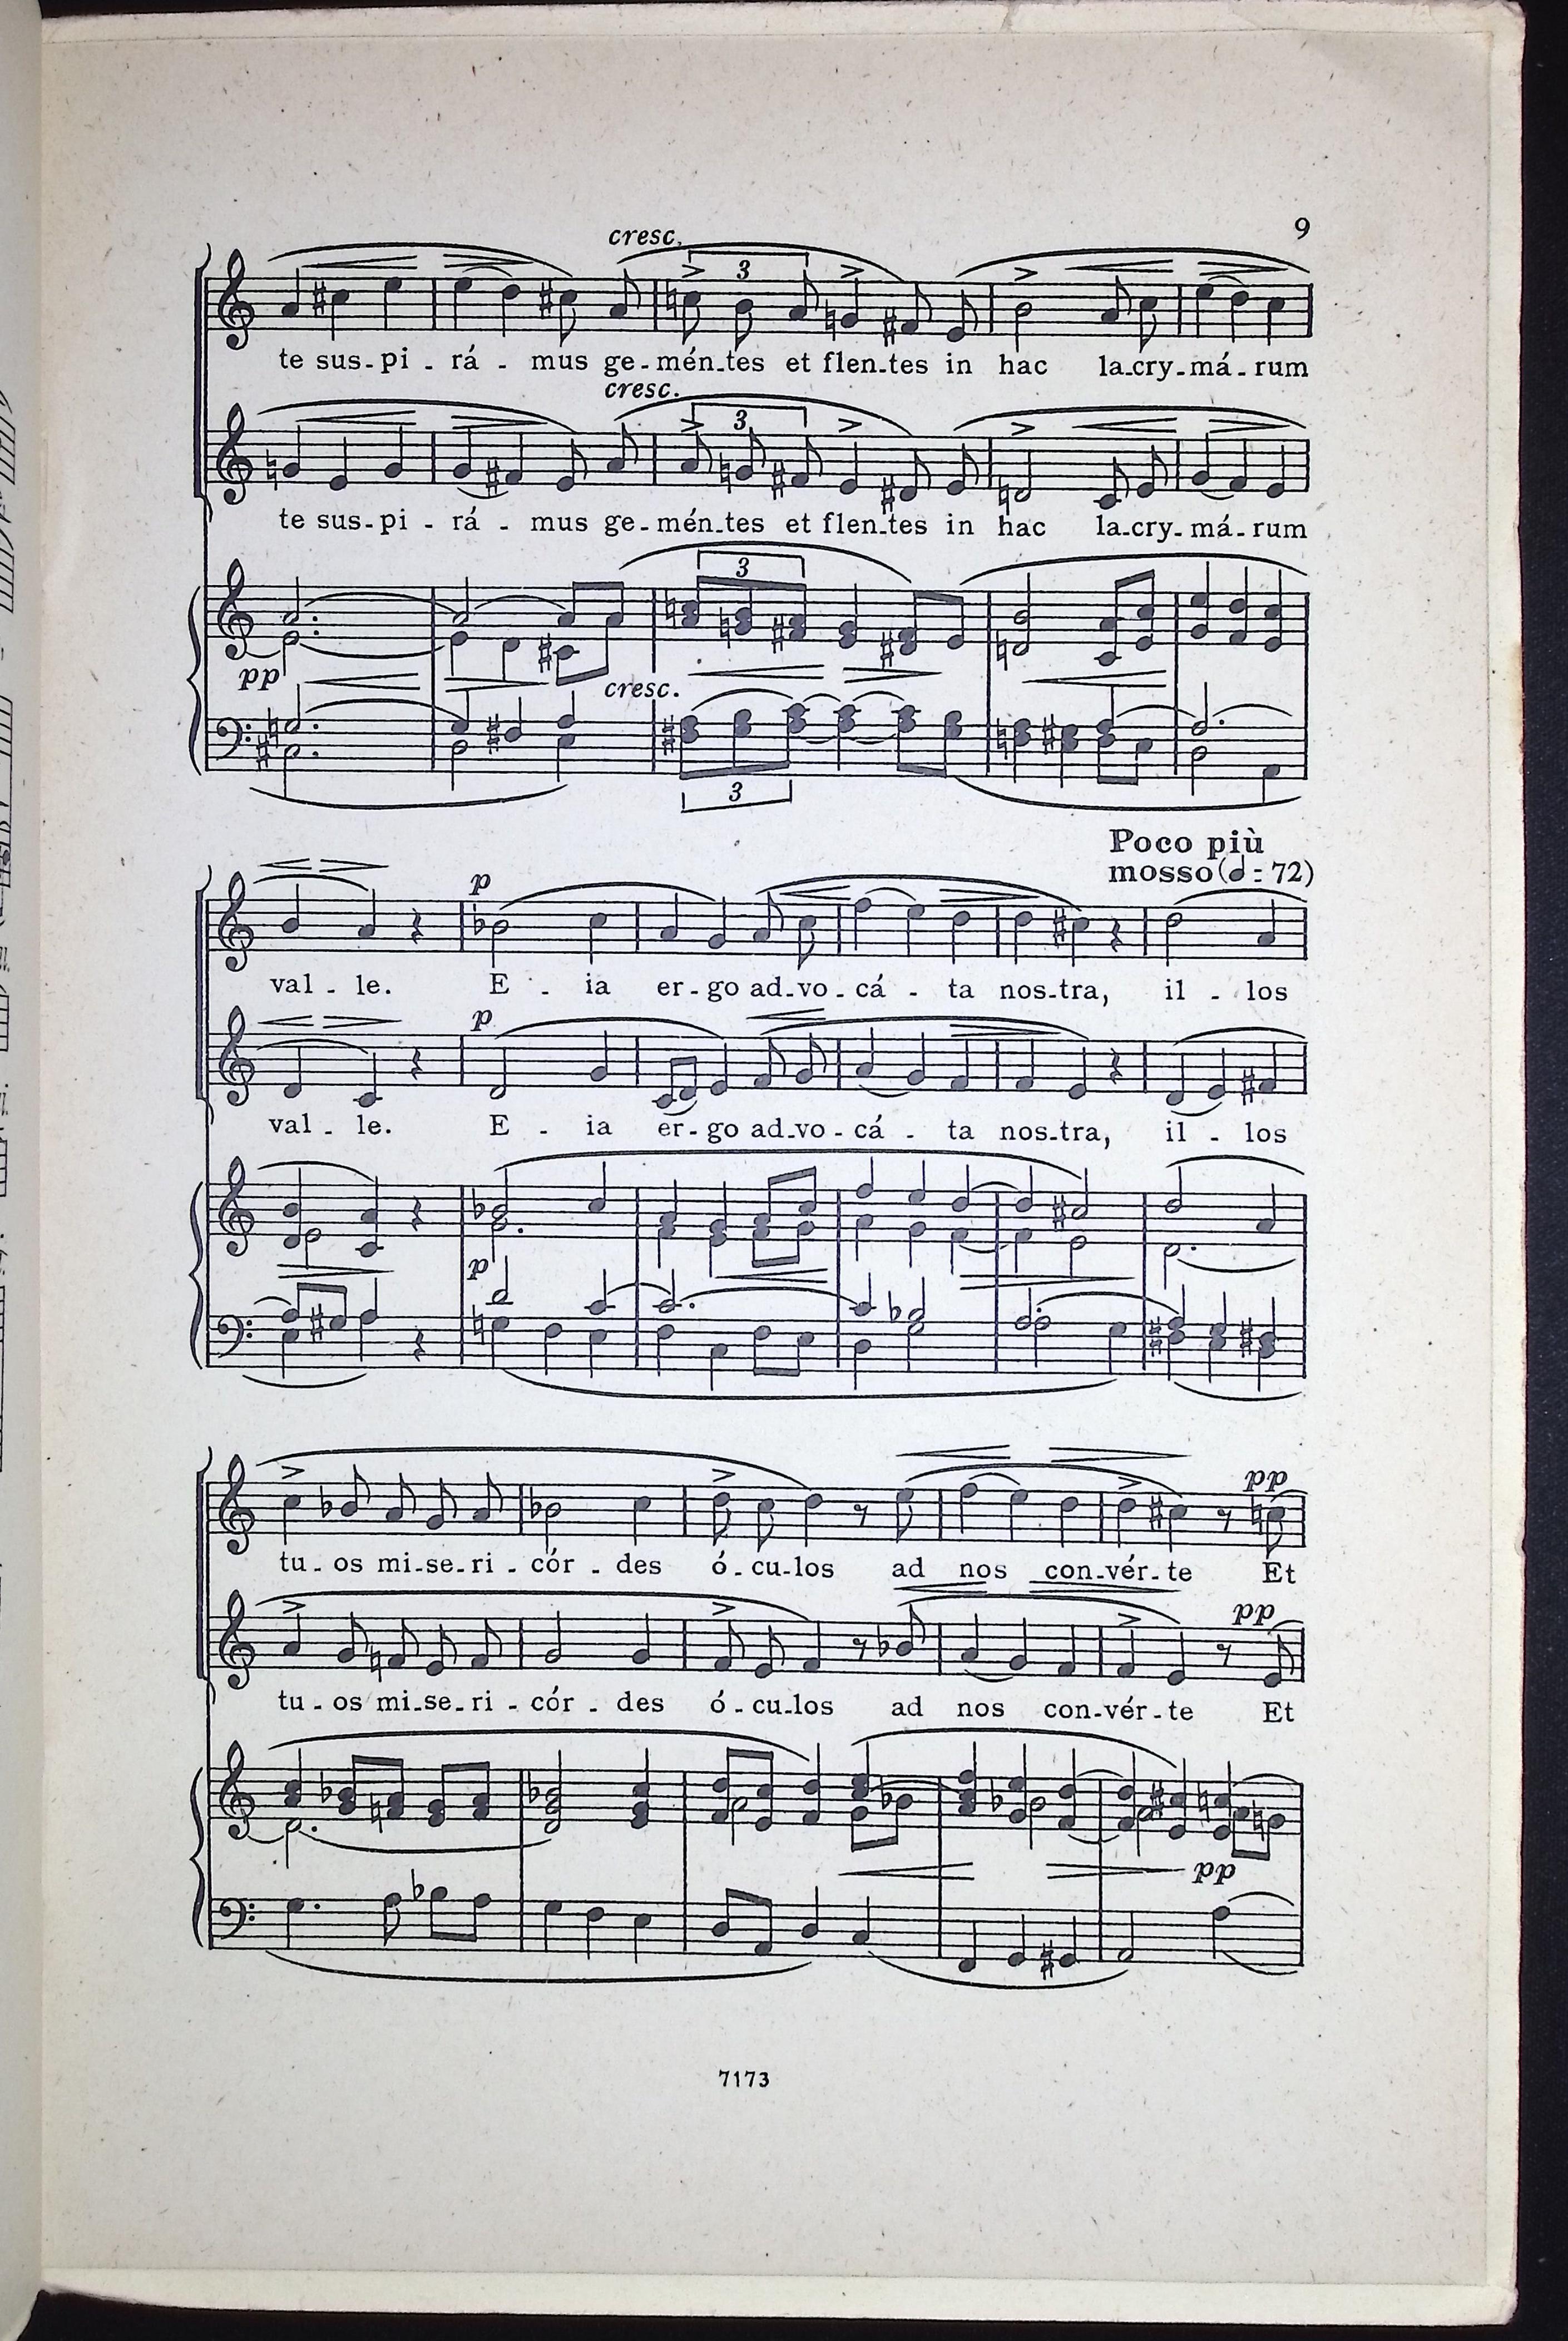 9
cresc.
3
te sus-pi - rá - mus ge-mén-tes et flen-tes in hac la-cry-má-rum
cresc.
3
te sus-pi - rá - mus ge-mén-tes et flen-tes in hac la-cry-má-rum
3
pp
cresc.
3
Poco più
mosso (𝅗𝅥 = 72)
p
val - le. E - ia er-go ad-vo-cá - ta nos-tra, il - los
p
val - le. E - ia er-go ad-vo-cá - ta nos-tra, il - los
p
pp
tu - os mi-se-ri - cór - des ó-cu-los ad nos con-vér-te Et
pp
tu - os mi-se-ri - cór - des ó-cu-los ad nos con-vér-te Et
pp
7173